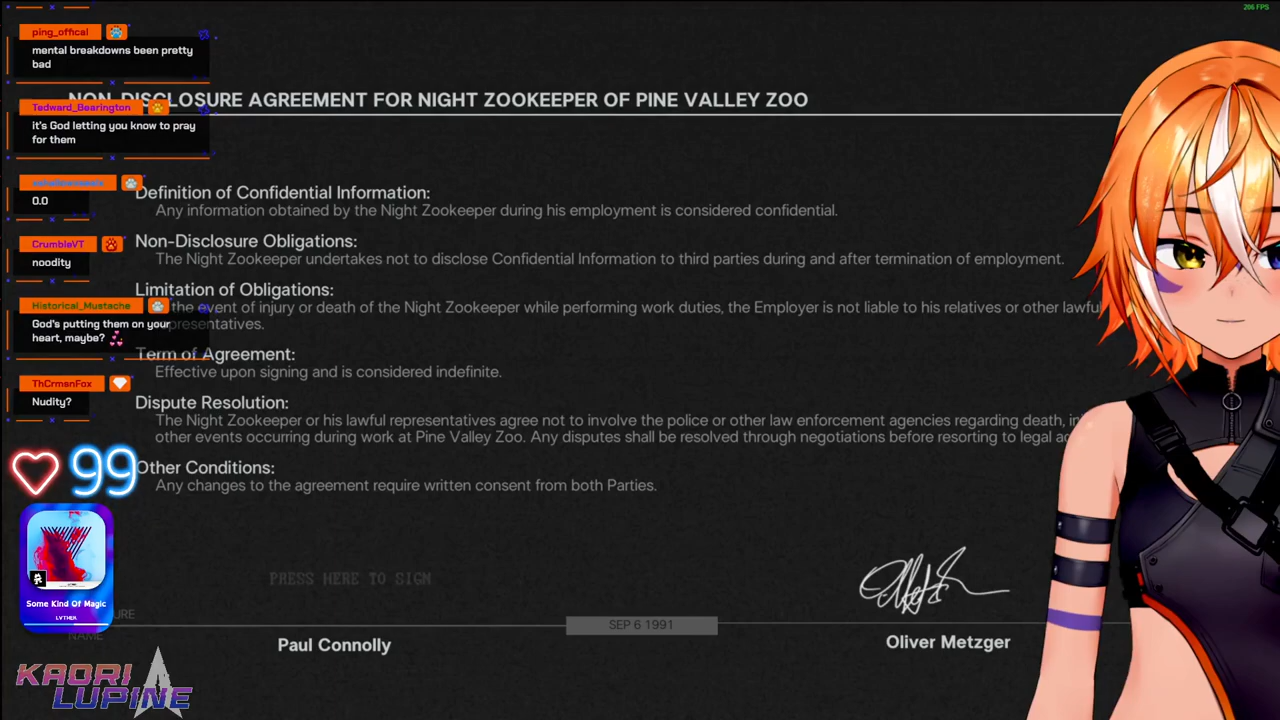 206 FPS
ping_offical
mental breakdowns been pretty
bad
NON-DISCLOSURE AGREEMENT FOR NIGHT ZOOKEEPER OF PINE VALLEY ZOO
Tedward_Bearington
it's God letting you know to pray
for them
0.0
Definition of Confidential Information:
Any information obtained by the Night Zookeeper during his employment is considered confidential.
CrumbleVT
noodity
Non-Disclosure Obligations:
The Night Zookeeper undertakes not to disclose Confidential Information to third parties during and after termination of employment.
Historical_Mustache
God's putting them on your
heart, maybe?
Limitation of Obligations:
the event of injury or death of the Night Zookeeper while performing work duties, the Employer is not liable to his relatives or other lawful
presentatives.
Term of Agreement:
Effective upon signing and is considered indefinite.
ThCrmsnFox
Nudity?
Dispute Resolution:
The Night Zookeeper or his lawful representatives agree not to involve the police or other law enforcement agencies regarding death,
other events occurring during work at Pine Valley Zoo. Any disputes shall be resolved through negotiations before resorting to legal
99
Other Conditions:
Any changes to the agreement require written consent from both Parties.
PRESS HERE TO SIGN
Some Kind Of Magic
LVTHER
URE
NAME
SEP 6 1991
Paul Connolly
Oliver Metzger
KAORI
LUPINE